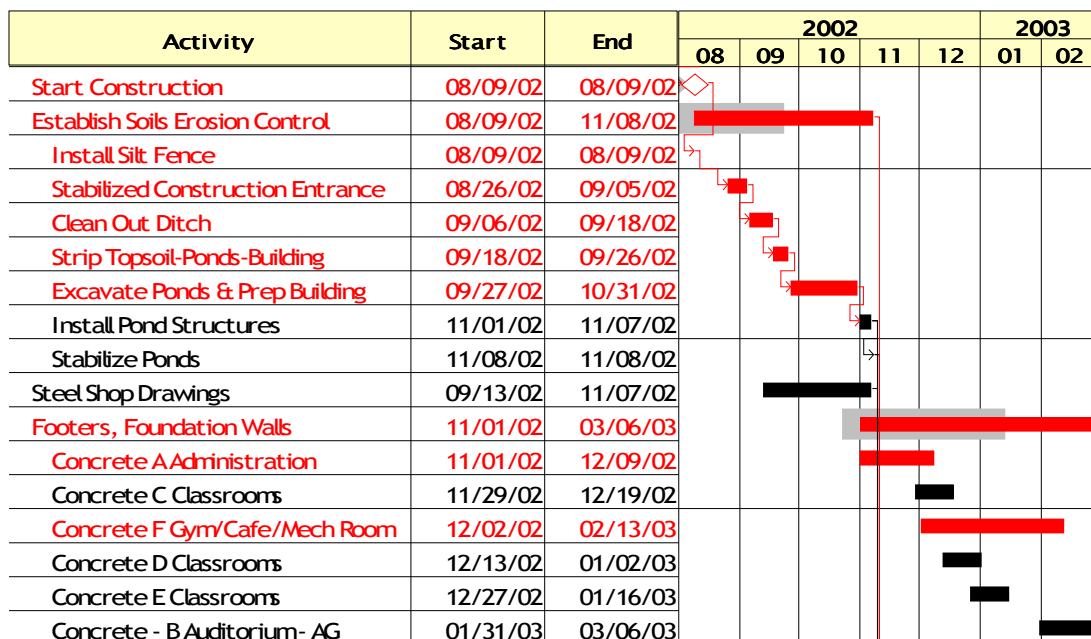 Activity Start End 2002 2003
08 09 10 11 12 01 02
Start Construction 08/09/02 08/09/02
Establish Soils Erosion Control 08/09/02 11/08/02
Install Silt Fence 08/09/02 08/09/02
Stabilized Construction Entrance 08/26/02 09/05/02
Clean Out Ditch 09/06/02 09/18/02
Strip Topsoil-Ponds-Building 09/18/02 09/26/02
Excavate Ponds & Prep Building 09/27/02 10/31/02
Install Pond Structures 11/01/02 11/07/02
Stabilize Ponds 11/08/02 11/08/02
Steel Shop Drawings 09/13/02 11/07/02
Footers, Foundation Walls 11/01/02 03/06/03
Concrete A Administration 11/01/02 12/09/02
Concrete C Classrooms 11/29/02 12/19/02
Concrete F Gym/Cafe/Mech Room 12/02/02 02/13/03
Concrete D Classrooms 12/13/02 01/02/03
Concrete E Classrooms 12/27/02 01/16/03
Concrete - B Auditorium - AG 01/31/03 03/06/03